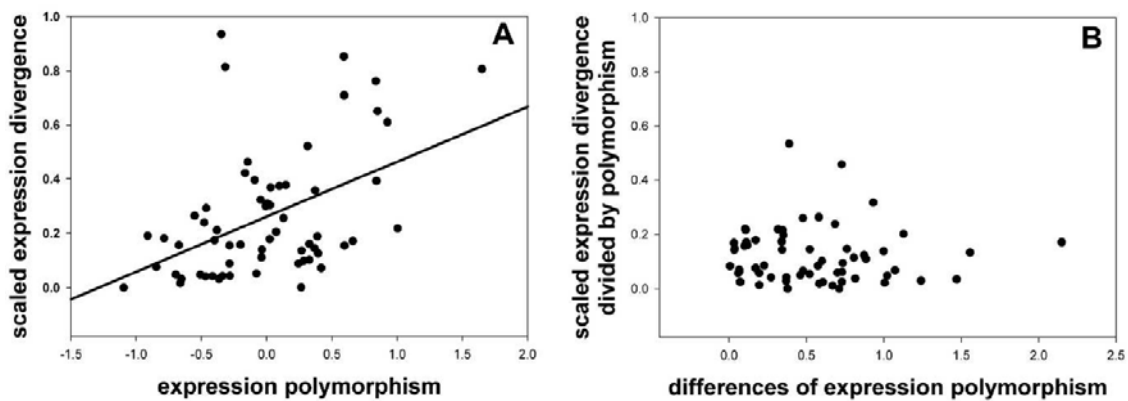 A
scaled expression divergence
1.0
0.8
0.6
0.4
0.2
0.0
-1.5 -1.0 -0.5 0.0 0.5 1.0 1.5 2.0
expression polymorphism
B
scaled expression divergence
divided by polymorphism
1.0
0.8
0.6
0.4
0.2
0.0
0.0 0.5 1.0 1.5 2.0 2.5
differences of expression polymorphism